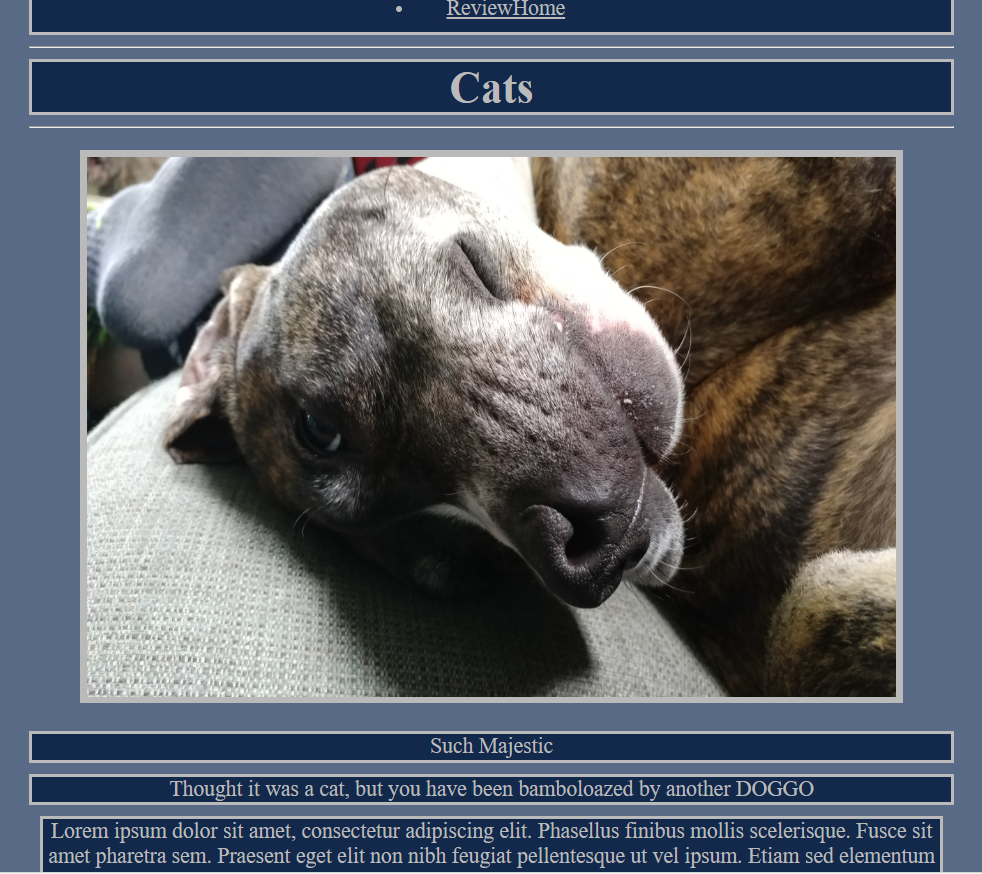 ReviewHome
Cats
Such Majestic
Thought it was a cat, but you have been bamboloazed by another DOGGO
Lorem ipsum dolor sit amet, consectetur adipiscing elit. Phasellus finibus mollis scelerisque. Fusce sit
amet pharetra sem. Praesent eget elit non nibh feugiat pellentesque ut vel ipsum. Etiam sed elementum